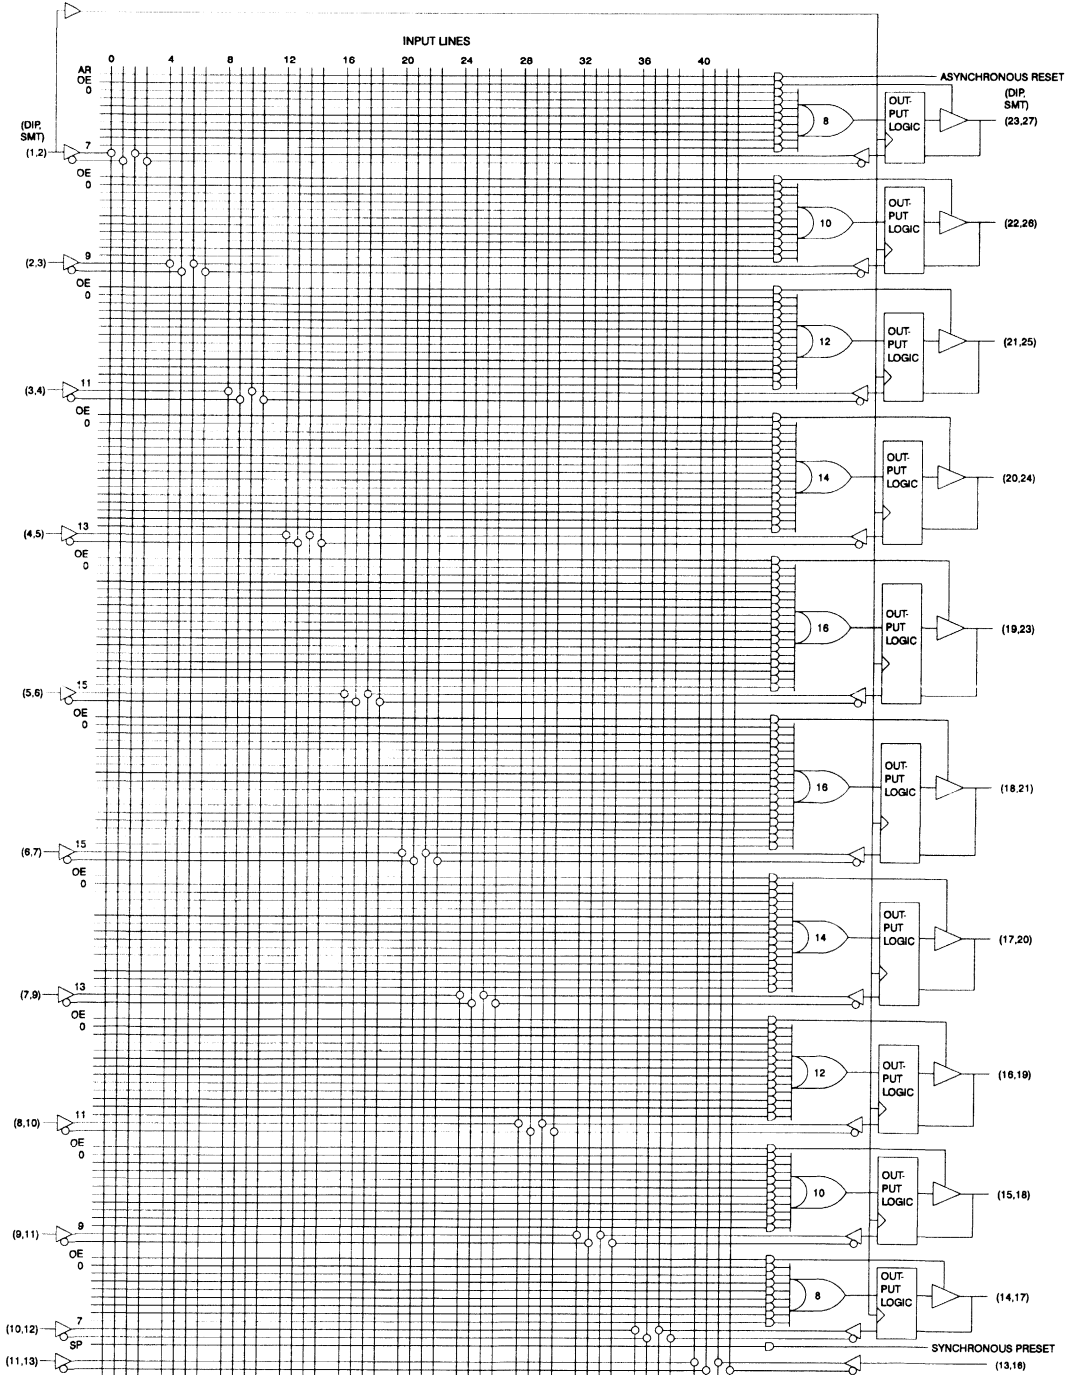 INPUT LINES
0 4 8 12 16 20 24 28 32 36 40
AR
OE
0
ASYNCHRONOUS RESET
(DIP, SMT)
(DIP, SMT)
8
OUT-
PUT
LOGIC
(23,27)
(1,2)
7
OE
0
10
OUT-
PUT
LOGIC
(22,26)
(2,3)
9
OE
0
12
OUT-
PUT
LOGIC
(21,25)
(3,4)
11
OE
0
14
OUT-
PUT
LOGIC
(20,24)
(4,5)
13
OE
0
16
OUT-
PUT
LOGIC
(19,23)
(5,6)
15
OE
0
16
OUT-
PUT
LOGIC
(18,21)
(6,7)
15
OE
0
14
OUT-
PUT
LOGIC
(17,20)
(7,9)
13
OE
0
12
OUT-
PUT
LOGIC
(16,19)
(8,10)
11
OE
0
10
OUT-
PUT
LOGIC
(15,18)
(9,11)
9
OE
0
8
OUT-
PUT
LOGIC
(14,17)
(10,12)
7
SP
SYNCHRONOUS PRESET
(11,13)
(13,16)